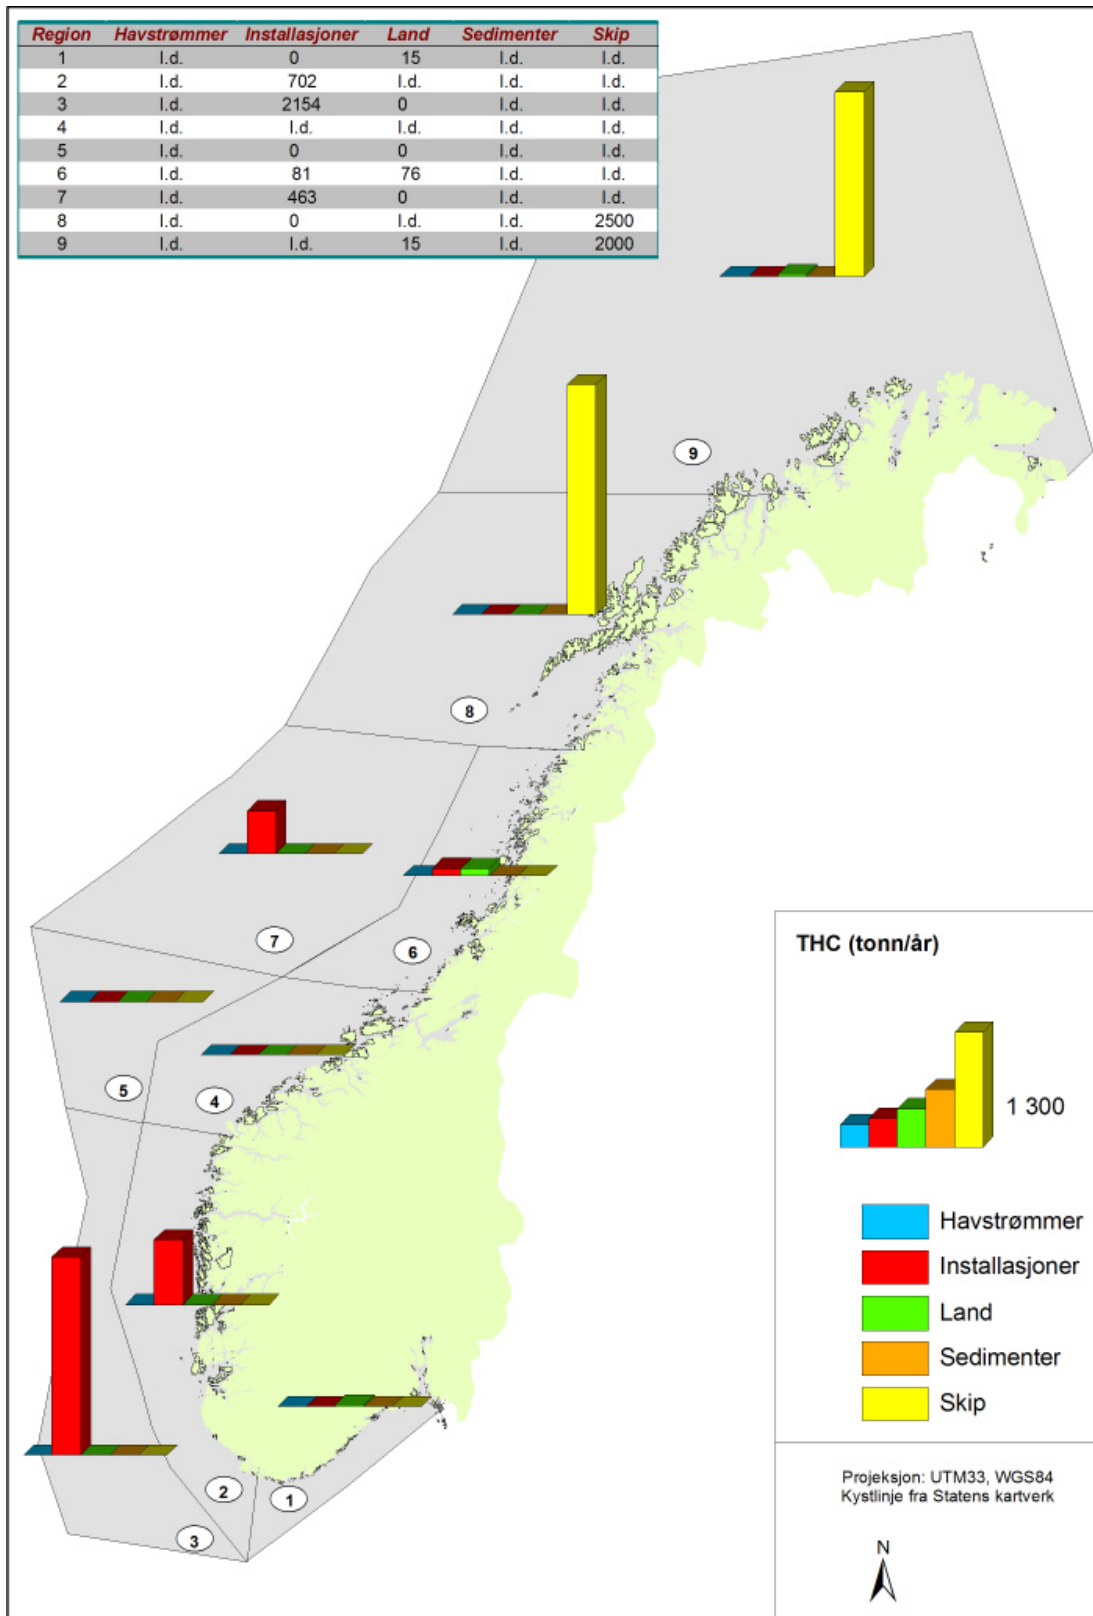 Region Havstrømmer Installasjoner Land Sedimenter Skip
1 I.d. 0 15 I.d. I.d.
2 I.d. 702 I.d. I.d. I.d.
3 I.d. 2154 0 I.d. I.d.
4 I.d. I.d. I.d. I.d. I.d.
5 I.d. 0 0 I.d. I.d.
6 I.d. 81 76 I.d. I.d.
7 I.d. 463 0 I.d. I.d.
8 I.d. 0 I.d. I.d. 2500
9 I.d. I.d. 15 I.d. 2000
9
8
7
6
5
4
2
1
3
THC (tonn/år)
1 300
Havstrømmer
Installasjoner
Land
Sedimenter
Skip
Projeksjon: UTM33, WGS84
Kystlinje fra Statens kartverk
N